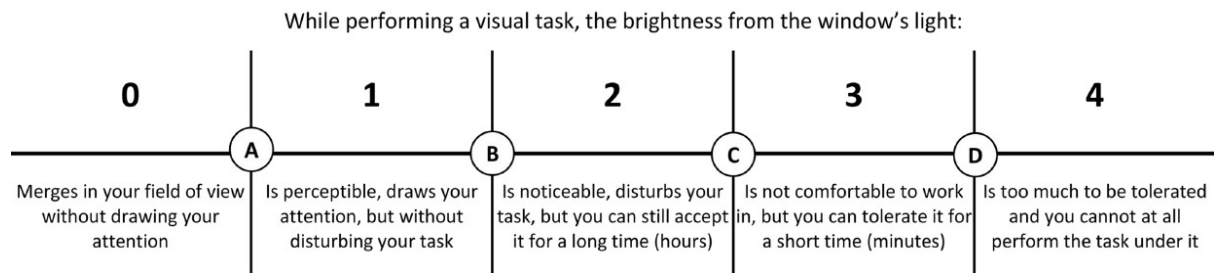 While performing a visual task, the brightness from the window's light:
0 1 2 3 4
A B C D
Merges in your field of view
without drawing your
attention
Is perceptible, draws your
attention, but without
disturbing your task
Is noticeable, disturbs your
task, but you can still accept
it for a long time (hours)
Is not comfortable to work
in, but you can tolerate it for
a short time (minutes)
Is too much to be tolerated
and you cannot at all
perform the task under it